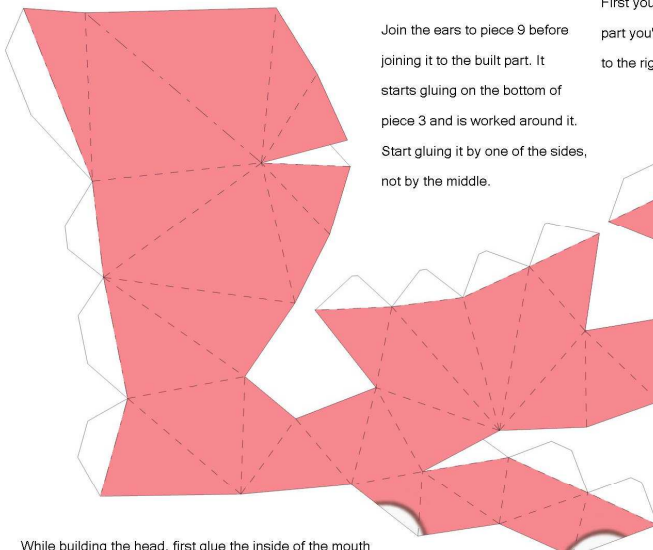 Join the ears to piece 9 before
joining it to the built part. It
starts gluing on the bottom of
piece 3 and is worked around it.
Start gluing it by one of the sides,
not by the middle.
First you
part you'
to the
While building the head, first glue the inside of the mouth